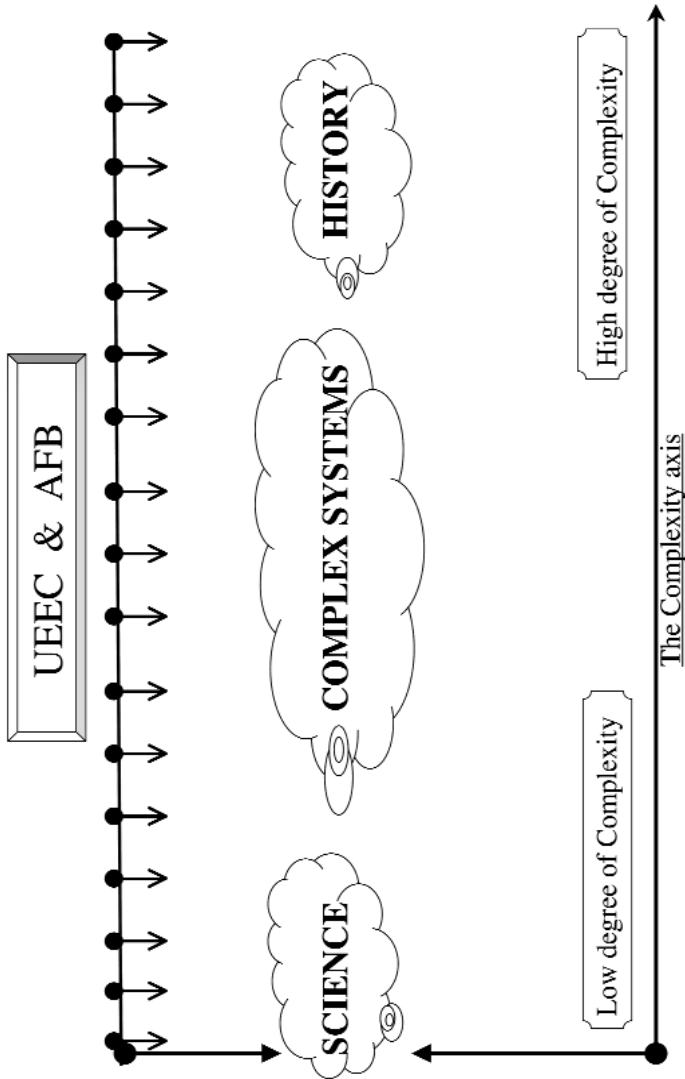 UEEC & AFB
SCIENCE
COMPLEX SYSTEMS
HISTORY
Low degree of Complexity
High degree of Complexity
The Complexity axis